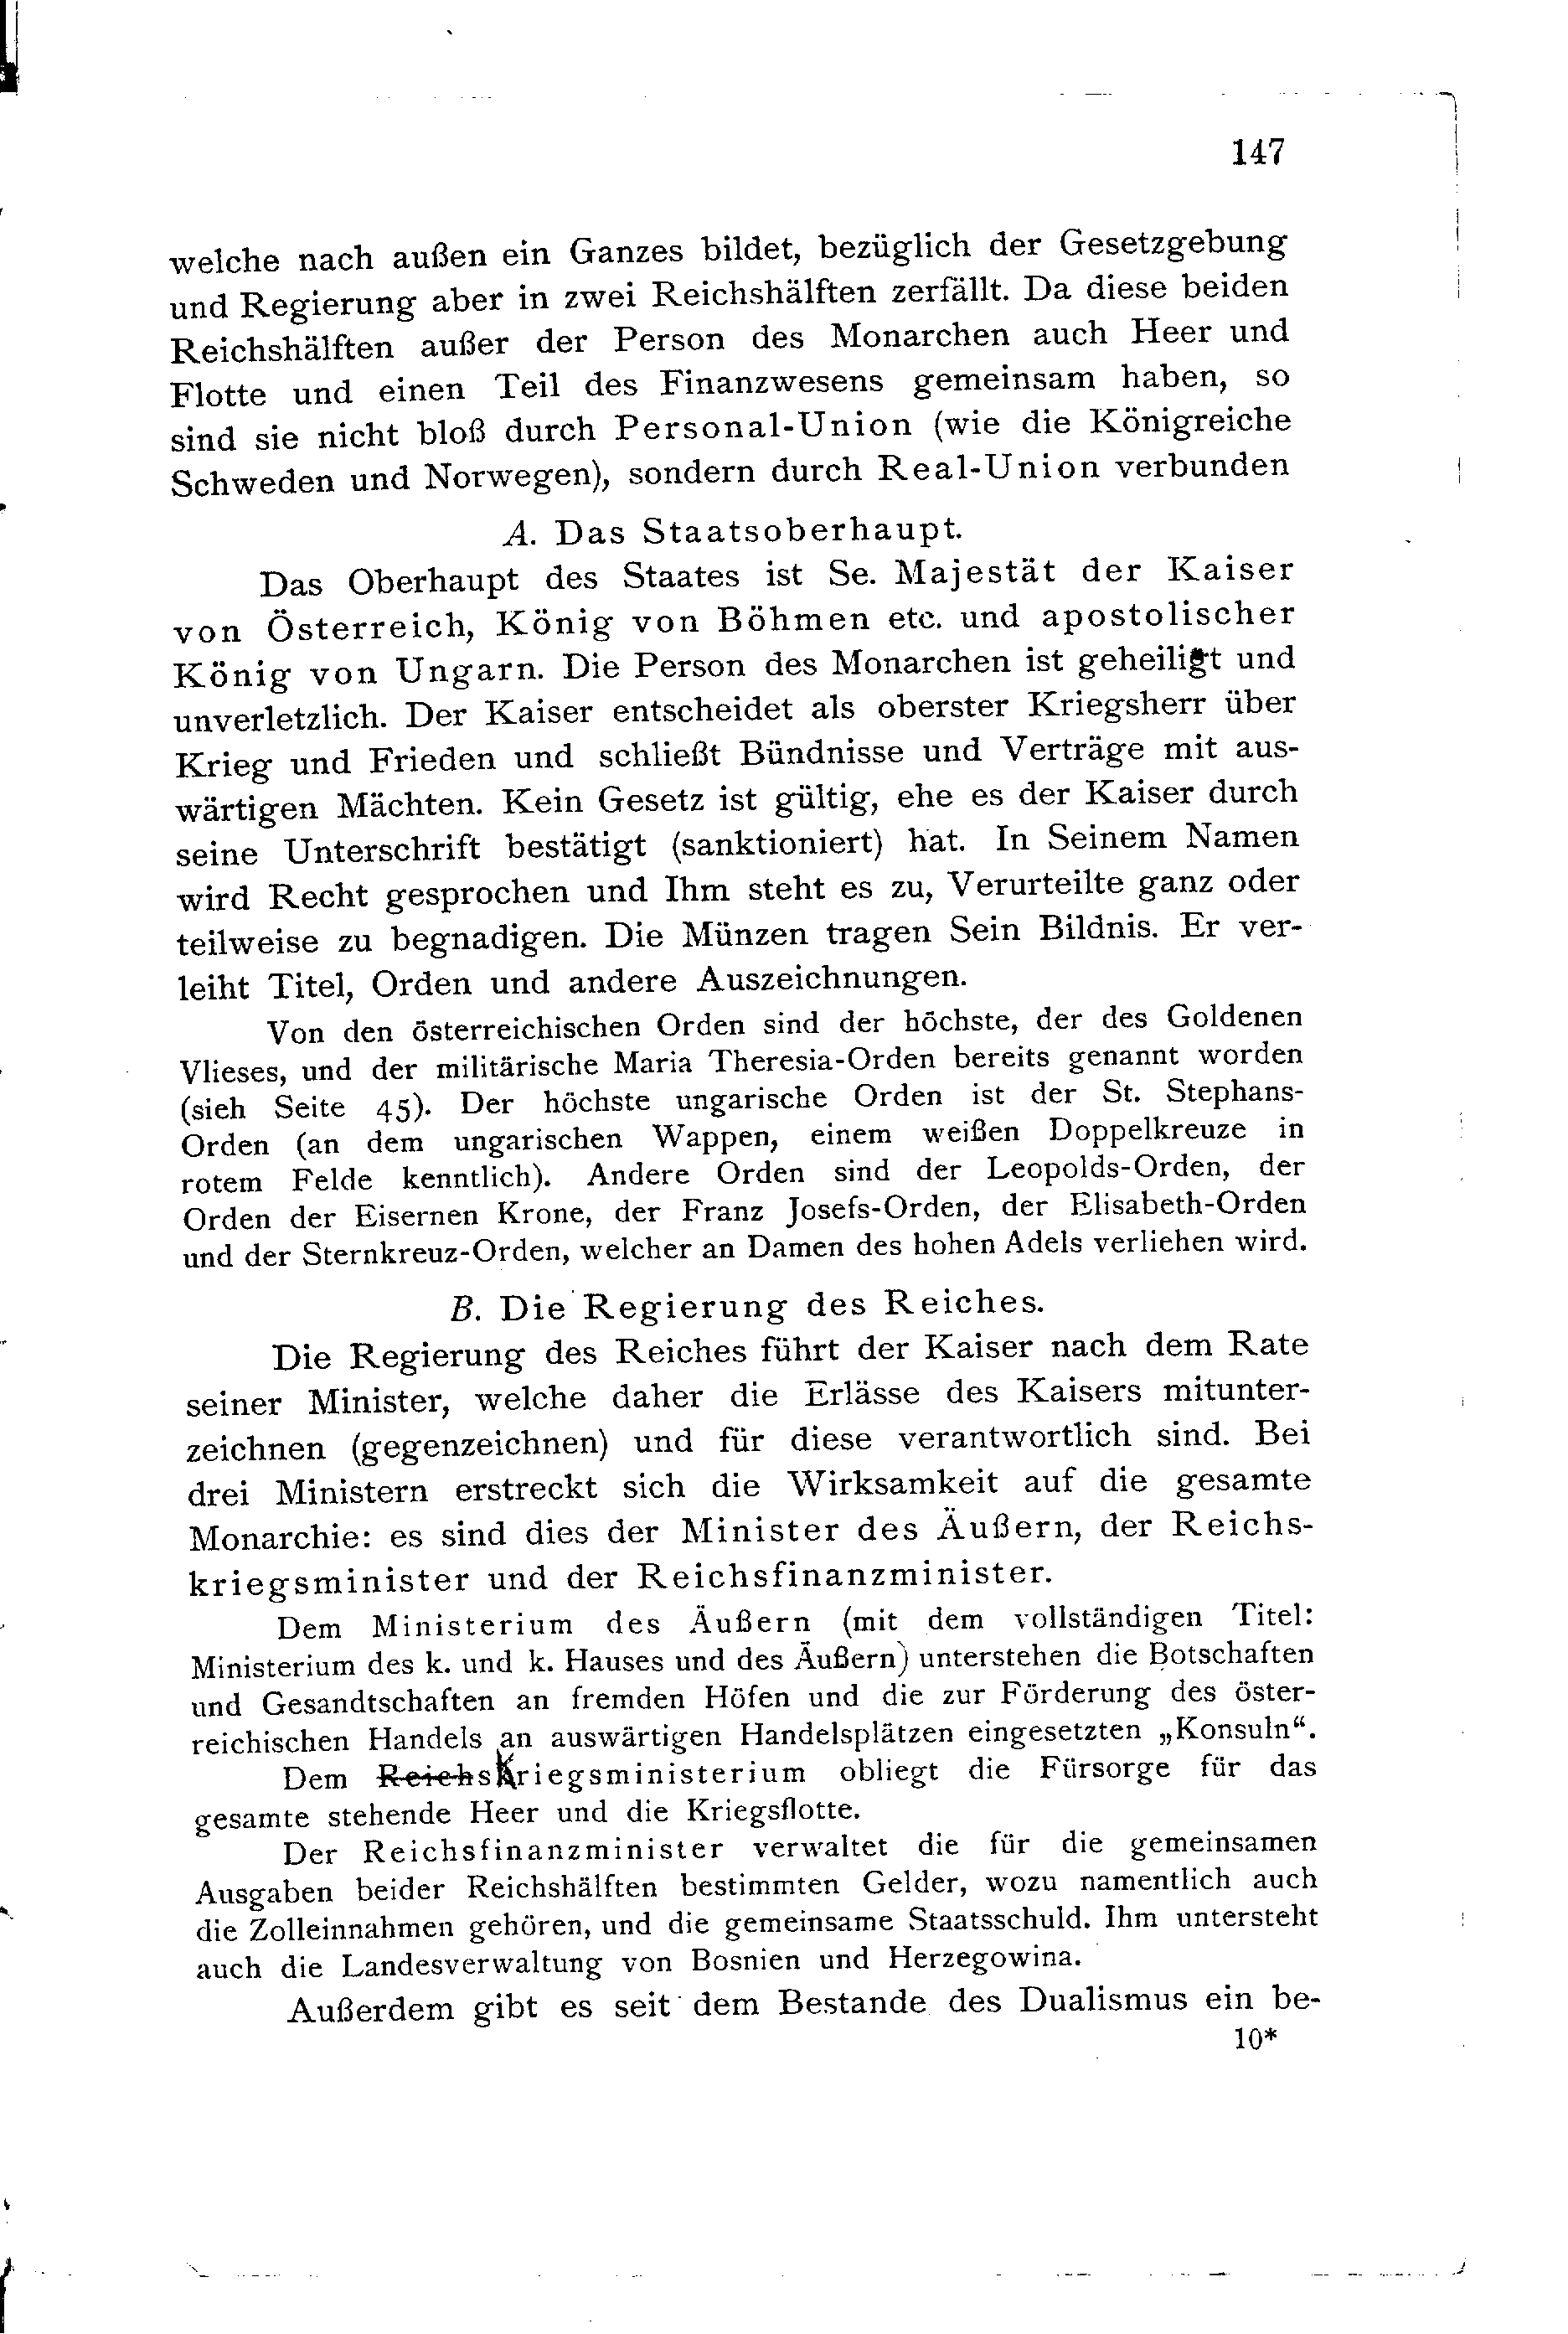 147
welche nach außen ein Ganzes bildet, bezüglich der Gesetzgebung
und Regierung aber in zwei Reichshälften zerfällt. Da diese beiden
Reichshälften außer der Person des Monarchen auch Heer und
Flotte und einen Teil des Finanzwesens gemeinsam haben, so
sind sie nicht bloß durch Personal-Union (wie die Königreiche
Schweden und Norwegen), sondern durch Real-Union verbunden
A. Das Staatsoberhaupt.
Das Oberhaupt des Staates ist Se. Majestät der Kaiser
von Österreich, König von Böhmen etc. und apostolischer
König von Ungarn. Die Person des Monarchen ist geheiligt und
unverletzlich. Der Kaiser entscheidet als oberster Kriegsherr über
Krieg und Frieden und schließt Bündnisse und Verträge mit aus-
wärtigen Mächten. Kein Gesetz ist gültig, ehe es der Kaiser durch
seine Unterschrift bestätigt (sanktioniert) hat. In Seinem Namen
wird Recht gesprochen und Ihm steht es zu, Verurteilte ganz oder
teilweise zu begnadigen. Die Münzen tragen Sein Bildnis. Er ver-
leiht Titel, Orden und andere Auszeichnungen.
Von den österreichischen Orden sind der höchste, der des Goldenen
Vlieses, und der militärische Maria Theresia-Orden bereits genannt worden
(sieh Seite 45). Der höchste ungarische Orden ist der St. Stephans-
Orden (an dem ungarischen Wappen, einem weißen Doppelkreuze in
rotem Felde kenntlich). Andere Orden sind der Leopolds-Orden, der
Orden der Eisernen Krone, der Franz Josefs-Orden, der Elisabeth-Orden
und der Sternkreuz-Orden, welcher an Damen des hohen Adels verliehen wird.
B. Die Regierung des Reiches.
Die Regierung des Reiches führt der Kaiser nach dem Rate
seiner Minister, welche daher die Erlässe des Kaisers mitunter-
zeichnen (gegenzeichnen) und für diese verantwortlich sind. Bei
drei Ministern erstreckt sich die Wirksamkeit auf die gesamte
Monarchie: es sind dies der Minister des Äußern, der Reichs-
kriegsminister und der Reichsfinanzminister.
Dem Ministerium des Äußern (mit dem vollständigen Titel:
Ministerium des k. und k. Hauses und des Äußern) unterstehen die Botschaften
und Gesandtschaften an fremden Höfen und die zur Förderung des öster-
reichischen Handels an auswärtigen Handelsplätzen eingesetzten „Konsuln“.
Dem ReichsKriegsministerium obliegt die Fürsorge für das
gesamte stehende Heer und die Kriegsflotte.
Der Reichsfinanzminister verwaltet die für die gemeinsamen
Ausgaben beider Reichshälften bestimmten Gelder, wozu namentlich auch
die Zolleinnahmen gehören, und die gemeinsame Staatsschuld. Ihm untersteht
auch die Landesverwaltung von Bosnien und Herzegowina.
Außerdem gibt es seit dem Bestande des Dualismus ein be-
10*